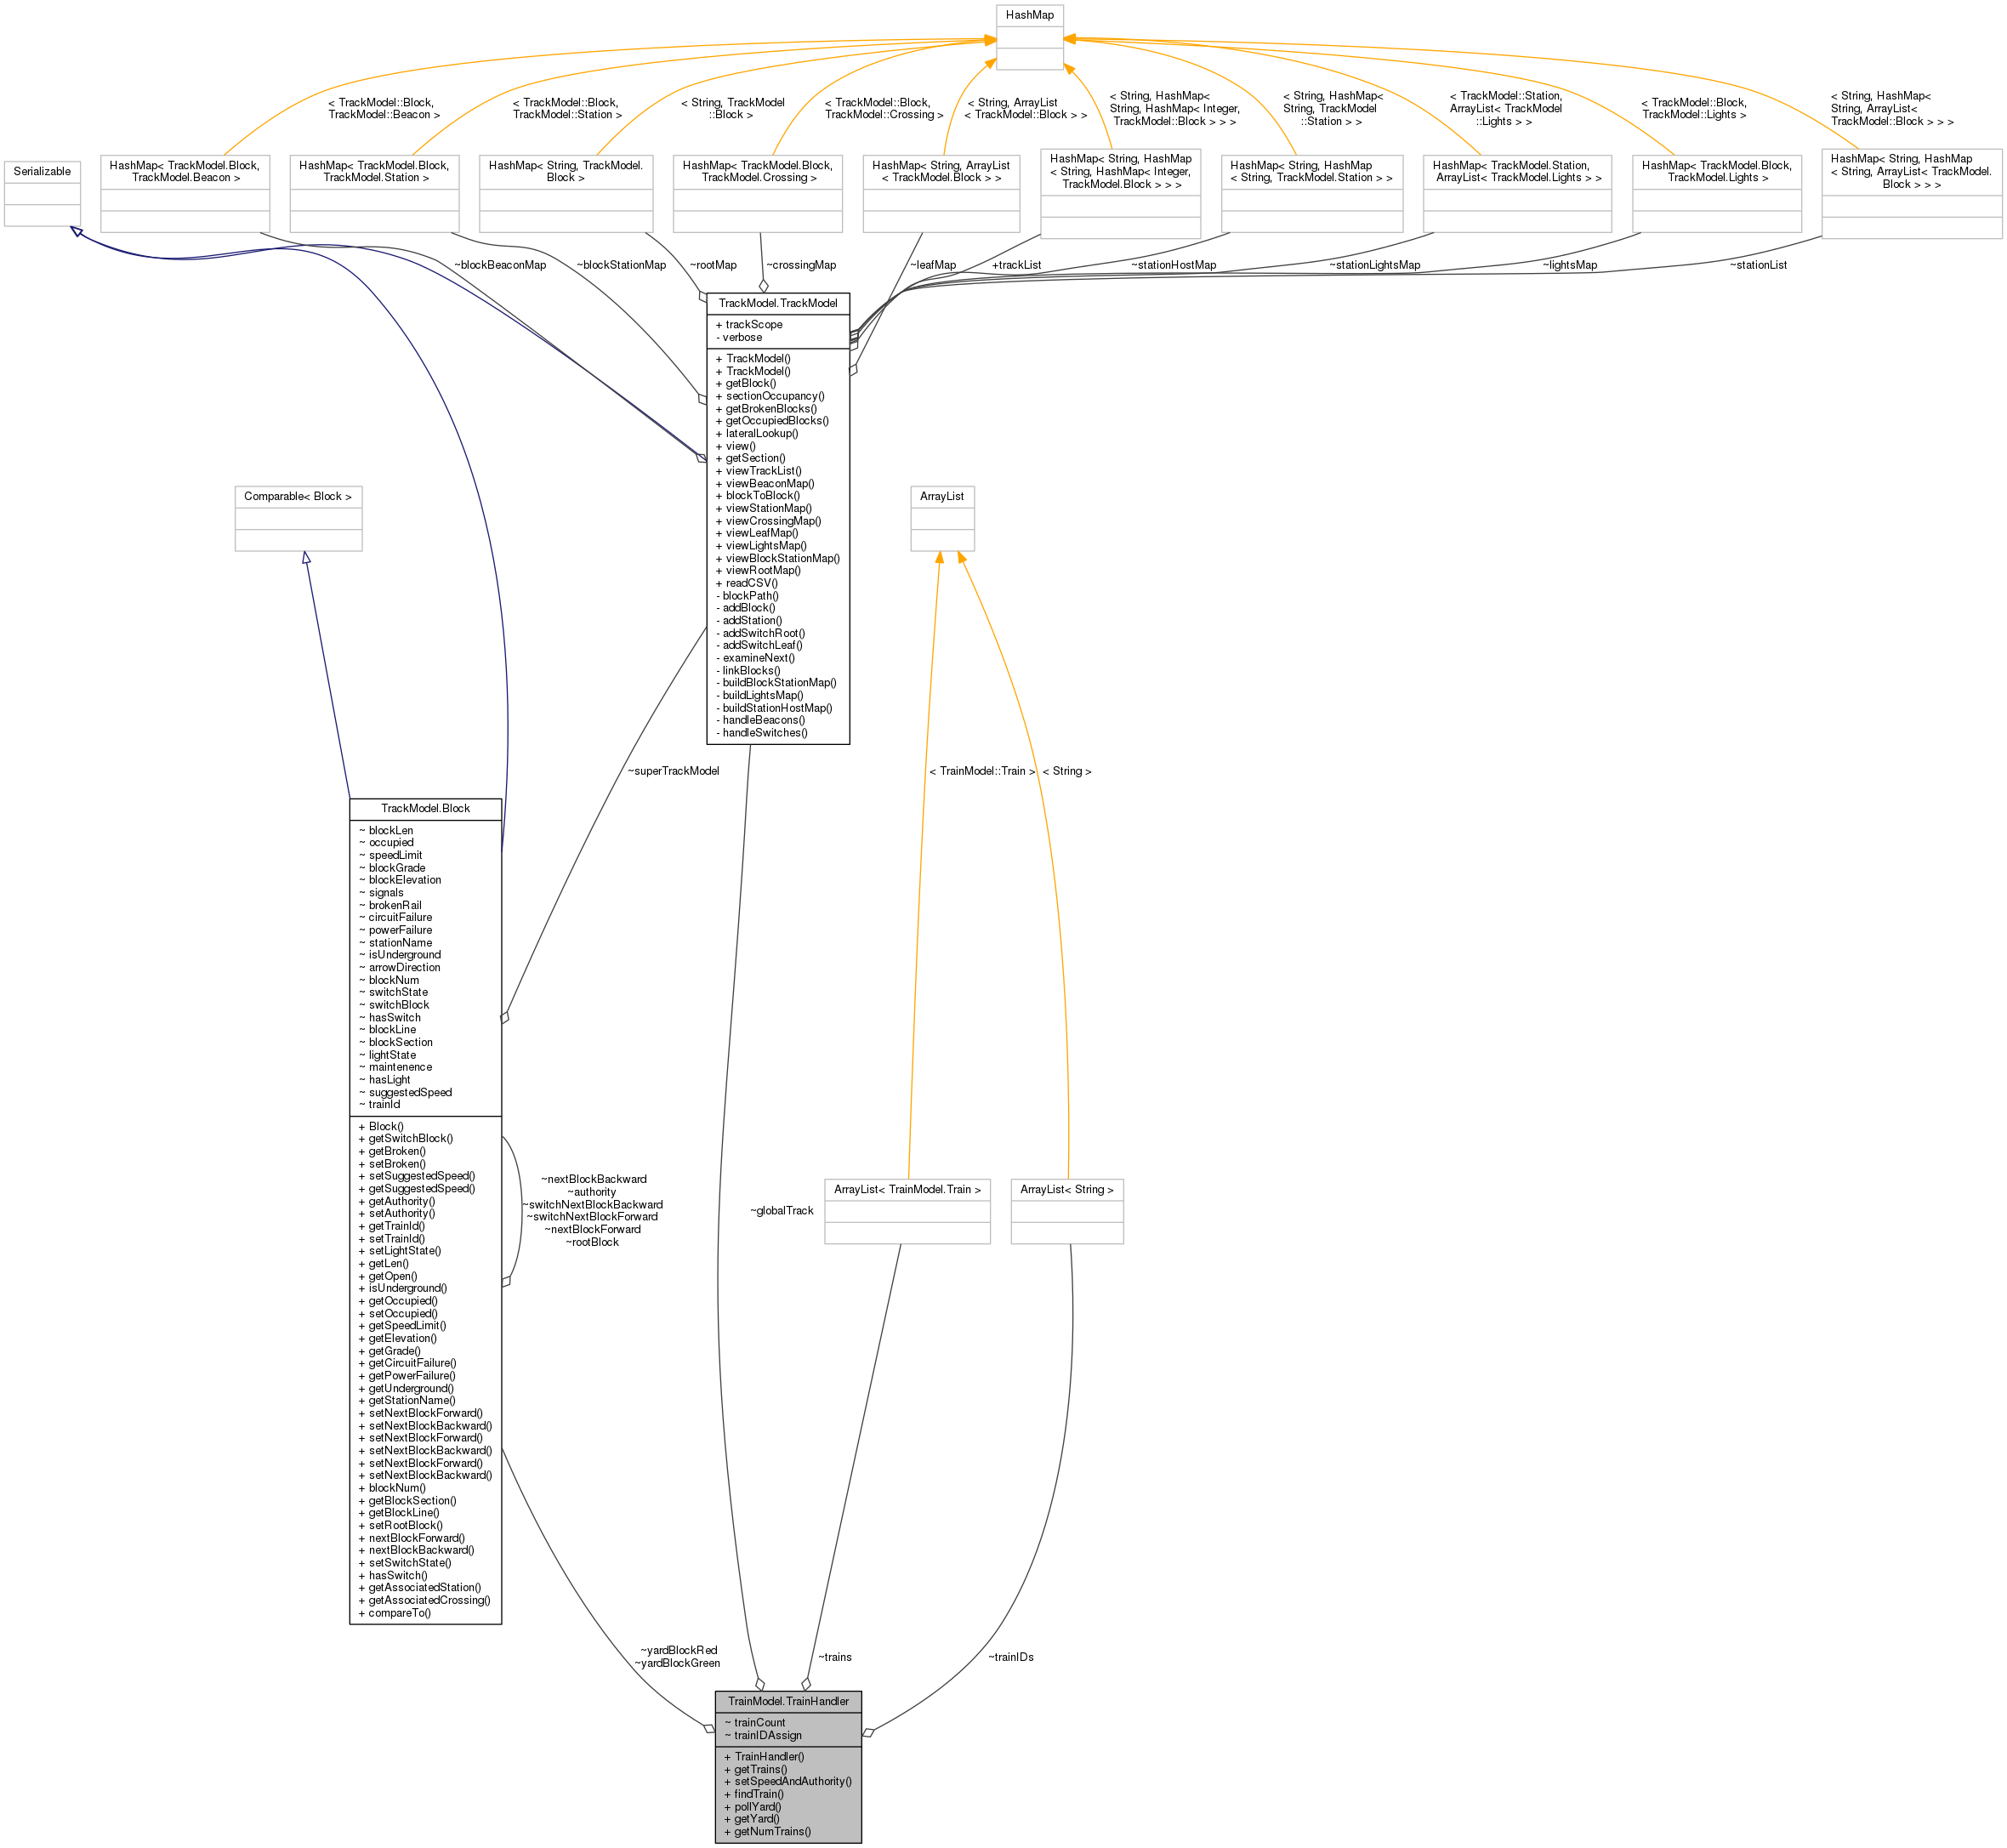 HashMap
< TrackModel::Block,
TrackModel::Beacon >
< TrackModel::Block,
TrackModel::Station >
< String, TrackModel
::Block >
< TrackModel::Block,
TrackModel::Crossing >
< String, ArrayList
< TrackModel::Block > >
< String, HashMap<
String, HashMap< Integer,
TrackModel::Block > > >
< String, HashMap<
String, TrackModel
::Station > >
< TrackModel::Station,
ArrayList< TrackModel
::Lights > >
< TrackModel::Block,
TrackModel::Lights >
< String, HashMap<
String, ArrayList<
TrackModel::Block > > >
Serializable
HashMap< TrackModel.Block,
TrackModel.Beacon >
HashMap< TrackModel.Block,
TrackModel.Station >
HashMap< String, TrackModel.
Block >
HashMap< TrackModel.Block,
TrackModel.Crossing >
HashMap< String, ArrayList
< TrackModel.Block > >
HashMap< String, HashMap
< String, HashMap< Integer,
TrackModel.Block > > >
HashMap< String, HashMap
< String, TrackModel.Station > >
HashMap< TrackModel.Station,
ArrayList< TrackModel.Lights > >
HashMap< TrackModel.Block,
TrackModel.Lights >
HashMap< String, HashMap
< String, ArrayList< TrackModel.
Block > > >
~blockBeaconMap
~blockStationMap
~rootMap
~crossingMap
~leafMap
+trackList
~stationHostMap
~stationLightsMap
~lightsMap
~stationList
TrackModel.TrackModel
+ trackScope
- verbose
+ TrackModel()
+ TrackModel()
+ getBlock()
+ sectionOccupancy()
+ getBrokenBlocks()
+ getOccupiedBlocks()
+ lateralLookup()
+ view()
+ getSection()
+ viewTrackList()
+ viewBeaconMap()
+ blockToBlock()
+ viewStationMap()
+ viewCrossingMap()
+ viewLeafMap()
+ viewLightsMap()
+ viewBlockStationMap()
+ viewRootMap()
+ readCSV()
- blockPath()
- addBlock()
- addStation()
- addSwitchRoot()
- addSwitchLeaf()
- examineNext()
- linkBlocks()
- buildBlockStationMap()
- buildLightsMap()
- buildStationHostMap()
- handleBeacons()
- handleSwitches()
Comparable< Block >
ArrayList
~superTrackModel
< TrainModel::Train >
< String >
TrackModel.Block
~ blockLen
~ occupied
~ speedLimit
~ blockGrade
~ blockElevation
~ signals
~ brokenRail
~ circuitFailure
~ powerFailure
~ stationName
~ isUnderground
~ arrowDirection
~ blockNum
~ switchState
~ switchBlock
~ hasSwitch
~ blockLine
~ blockSection
~ lightState
~ maintenence
~ hasLight
~ suggestedSpeed
~ trainId
+ Block()
+ getSwitchBlock()
+ getBroken()
+ setBroken()
+ setSuggestedSpeed()
+ getSuggestedSpeed()
+ getAuthority()
+ setAuthority()
+ getTrainId()
+ setTrainId()
+ setLightState()
+ getLen()
+ getOpen()
+ isUnderground()
+ getOccupied()
+ setOccupied()
+ getSpeedLimit()
+ getElevation()
+ getGrade()
+ getCircuitFailure()
+ getPowerFailure()
+ getUnderground()
+ getStationName()
+ setNextBlockForward()
+ setNextBlockBackward()
+ setNextBlockForward()
+ setNextBlockBackward()
+ setNextBlockForward()
+ setNextBlockBackward()
+ blockNum()
+ getBlockSection()
+ getBlockLine()
+ setRootBlock()
+ nextBlockForward()
+ nextBlockBackward()
+ setSwitchState()
+ hasSwitch()
+ getAssociatedStation()
+ getAssociatedCrossing()
+ compareTo()
~nextBlockBackward
~authority
~switchNextBlockBackward
~switchNextBlockForward
~nextBlockForward
~rootBlock
~globalTrack
ArrayList< TrainModel.Train >
ArrayList< String >
~yardBlockRed
~yardBlockGreen
~trains
~trainIDs
TrainModel.TrainHandler
~ trainCount
~ trainIDAssign
+ TrainHandler()
+ getTrains()
+ setSpeedAndAuthority()
+ findTrain()
+ pollYard()
+ getYard()
+ getNumTrains()